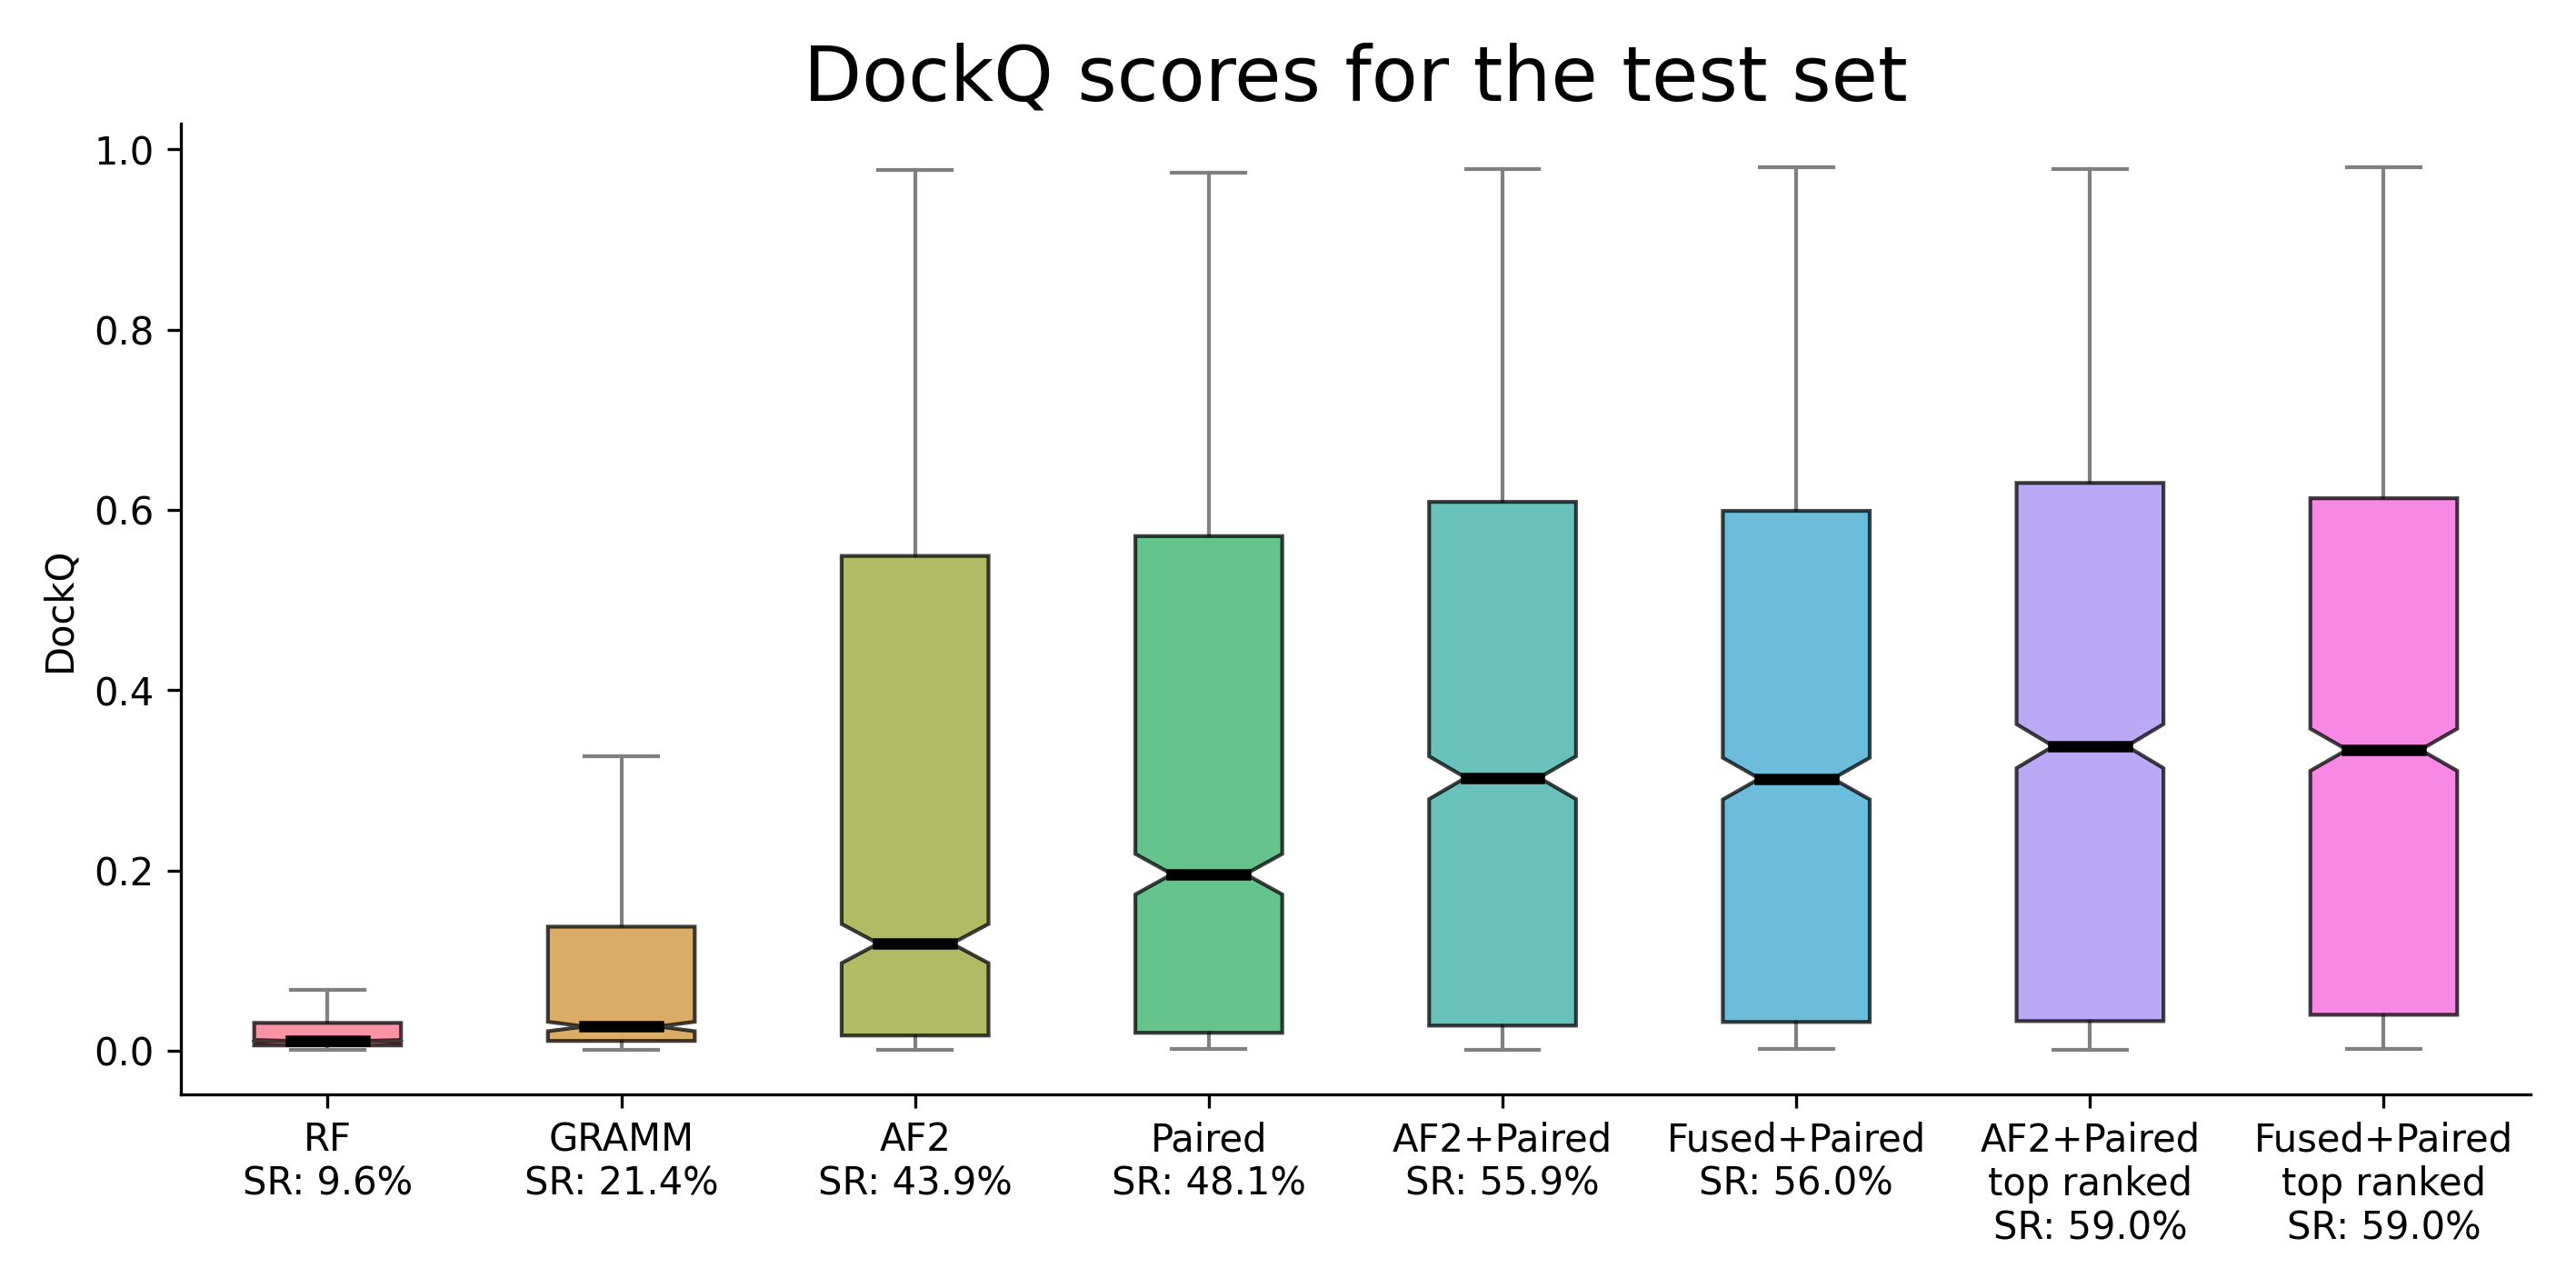 DockQ scores for the test set
DockQ
1.0
0.8
0.6
0.4
0.2
0.0
RF
SR: 9.6%
GRAMM
SR: 21.4%
AF2
SR: 43.9%
Paired
SR: 48.1%
AF2+Paired
SR: 55.9%
Fused+Paired
SR: 56.0%
AF2+Paired
top ranked
SR: 59.0%
Fused+Paired
top ranked
SR: 59.0%